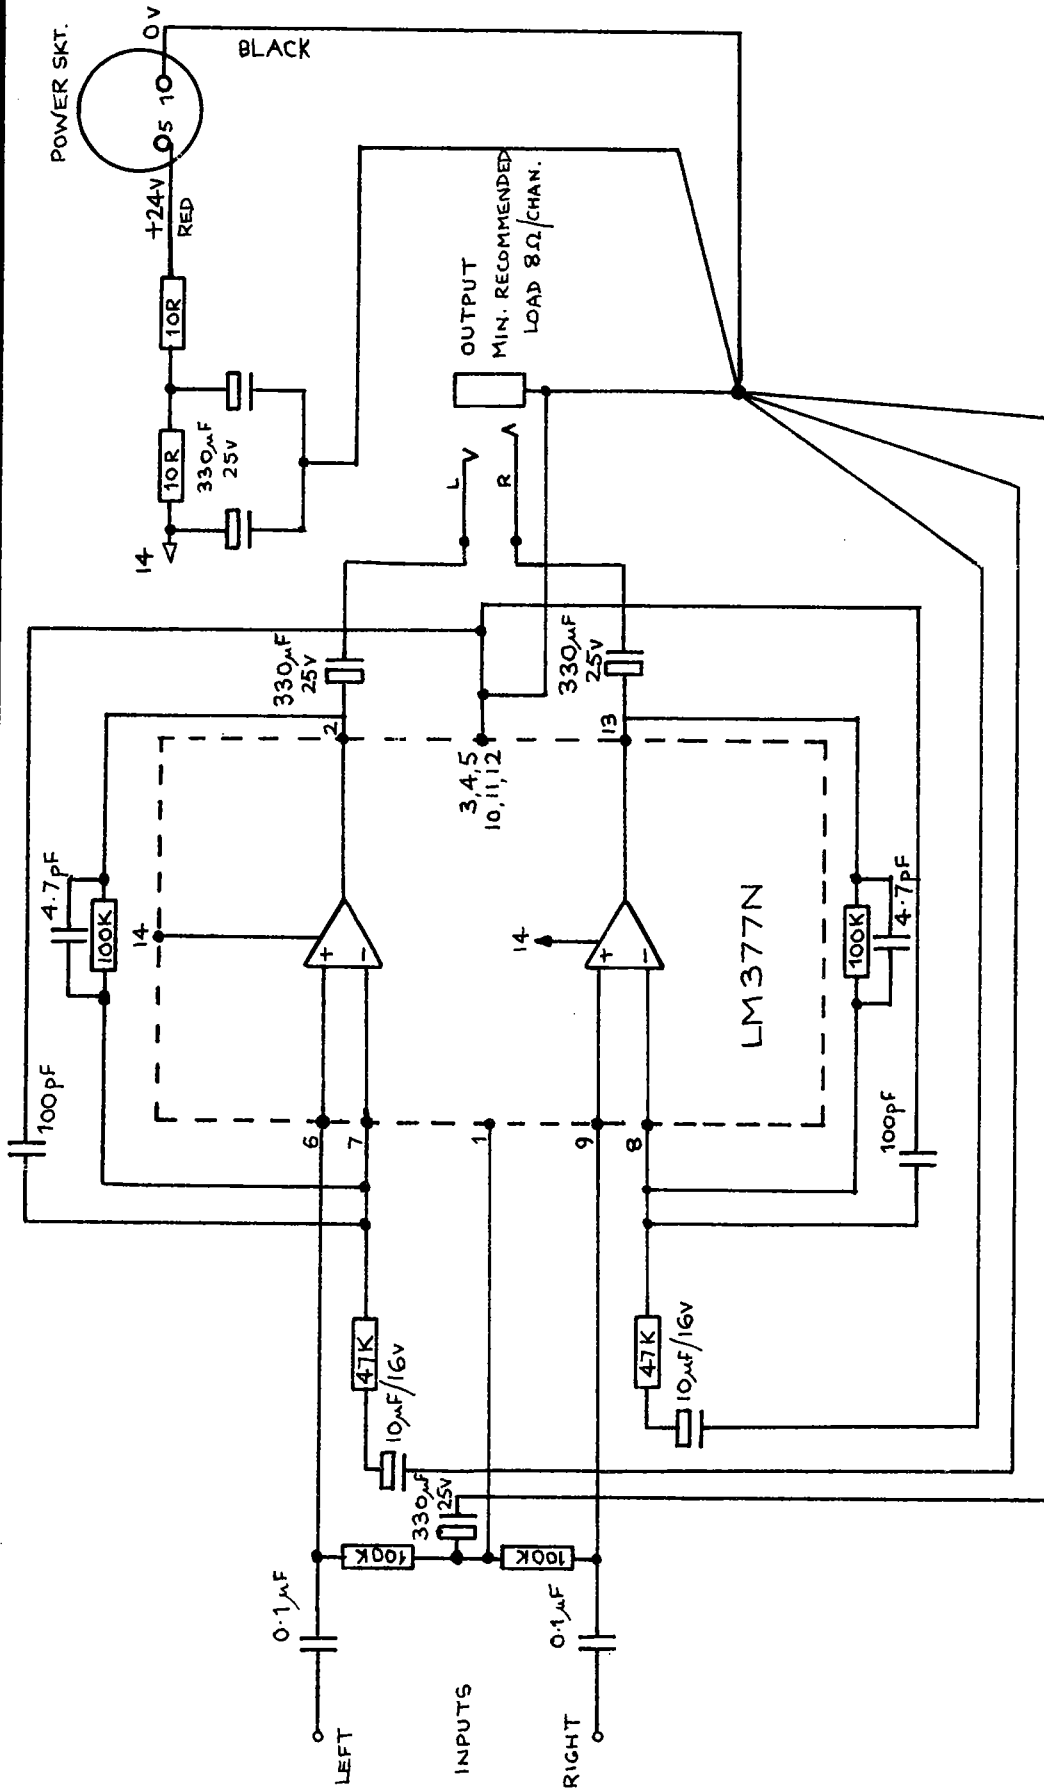 POWER SKT.
0V
BLACK
5
1
+24V
RED
10R
10R
330µF
25V
14
OUTPUT
MIN. RECOMMENDED
LOAD 8Ω/CHAN.
L
R
330µF
25V
330µF
25V
2
3,4,5
10,11,12
13
4.7pF
100K
14
+
−
14
+
−
LM377N
100K
4.7pF
100pF
6
7
1
9
8
100pF
47K
10µF/16V
47K
10µF/16V
330µF
25V
100K
100K
0.1µF
0.1µF
LEFT
INPUTS
RIGHT